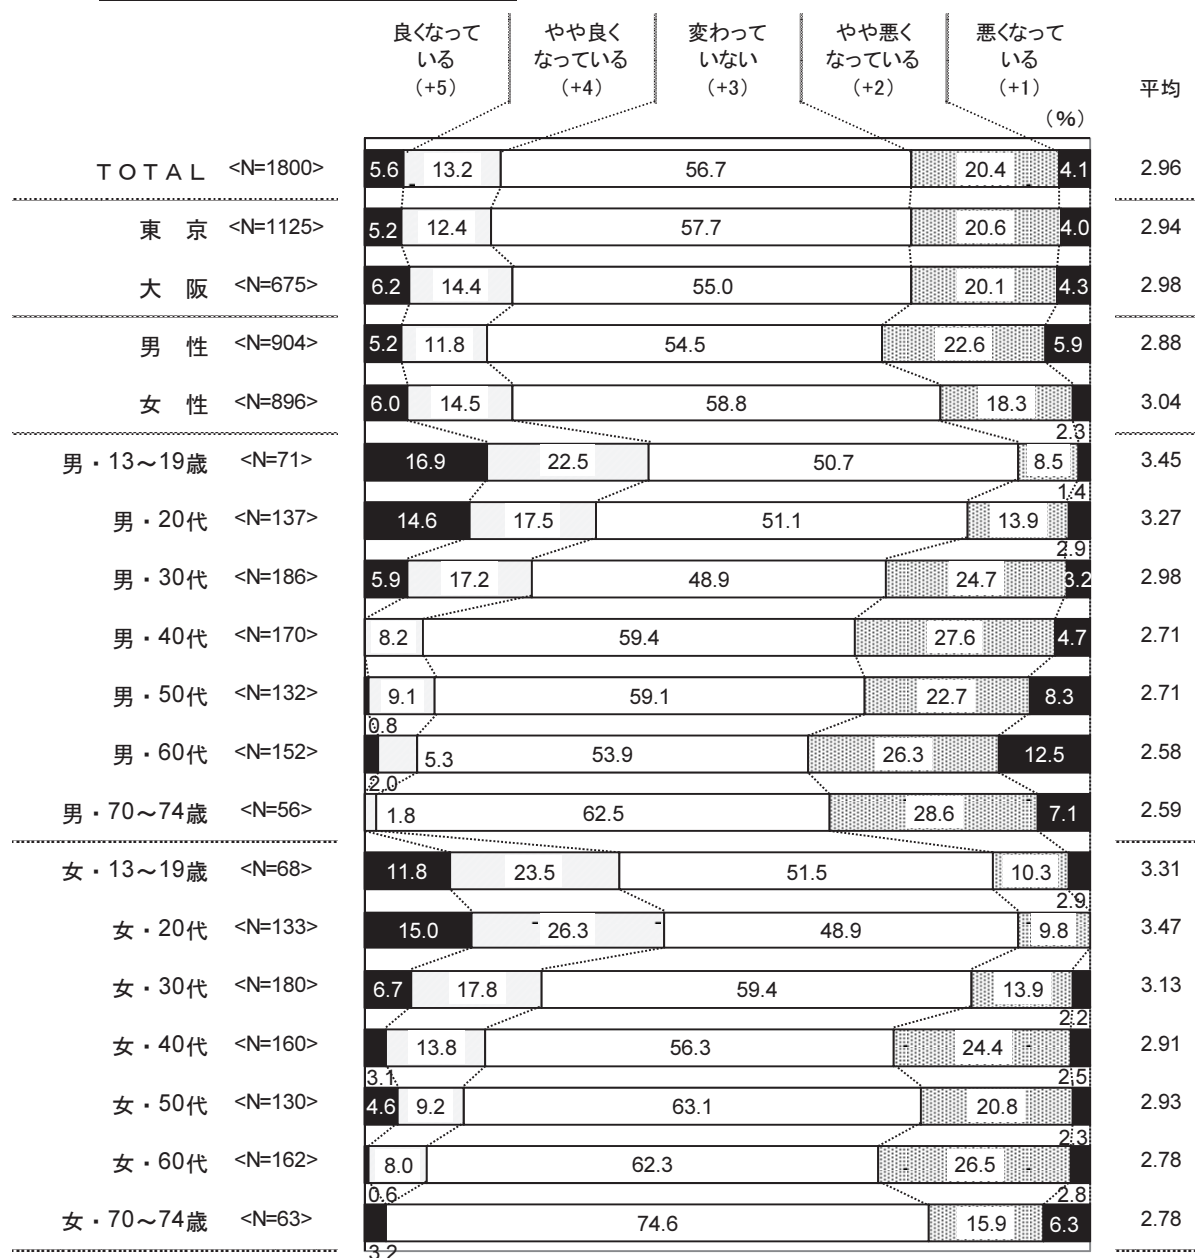 良くなって
いる
(+5)
やや良く
なっている
(+4)
変わって
いない
(+3)
やや悪く
なっている
(+2)
悪くなって
いる
(+1)
平均
(%)
TOTAL <N=1800> 5.6 13.2 56.7 20.4 4.1 2.96
東 京 <N=1125> 5.2 12.4 57.7 20.6 4.0 2.94
大 阪 <N=675> 6.2 14.4 55.0 20.1 4.3 2.98
男 性 <N=904> 5.2 11.8 54.5 22.6 5.9 2.88
女 性 <N=896> 6.0 14.5 58.8 18.3 2.3 3.04
男・13～19歳 <N=71> 16.9 22.5 50.7 8.5 1.4 3.45
男・20代 <N=137> 14.6 17.5 51.1 13.9 2.9 3.27
男・30代 <N=186> 5.9 17.2 48.9 24.7 3.2 2.98
男・40代 <N=170> 8.2 59.4 27.6 4.7 2.71
男・50代 <N=132> 0.8 9.1 59.1 22.7 8.3 2.71
男・60代 <N=152> 2.0 5.3 53.9 26.3 12.5 2.58
男・70～74歳 <N=56> 1.8 62.5 28.6 7.1 2.59
女・13～19歳 <N=68> 11.8 23.5 51.5 10.3 2.9 3.31
女・20代 <N=133> 15.0 26.3 48.9 9.8 3.47
女・30代 <N=180> 6.7 17.8 59.4 13.9 2.2 3.13
女・40代 <N=160> 3.1 13.8 56.3 24.4 2.5 2.91
女・50代 <N=130> 4.6 9.2 63.1 20.8 2.3 2.93
女・60代 <N=162> 0.6 8.0 62.3 26.5 2.8 2.78
女・70～74歳 <N=63> 3.2 74.6 15.9 6.3 2.78